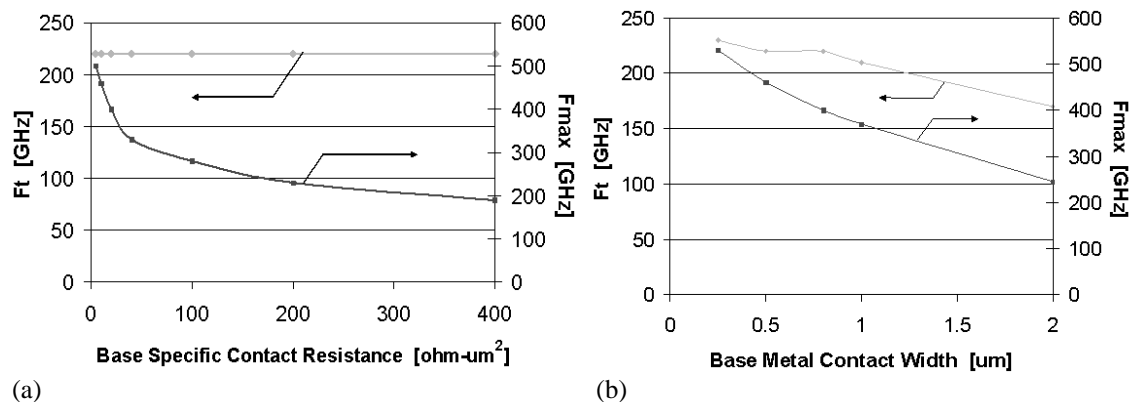 250
200
150
100
50
0
Ft [GHz]
600
500
400
300
200
100
0
Fmax [GHz]
0 100 200 300 400
Base Specific Contact Resistance [ohm-um²]
(a)
250
200
150
100
50
0
Ft [GHz]
600
500
400
300
200
100
0
Fmax [GHz]
0 0.5 1 1.5 2
Base Metal Contact Width [um]
(b)